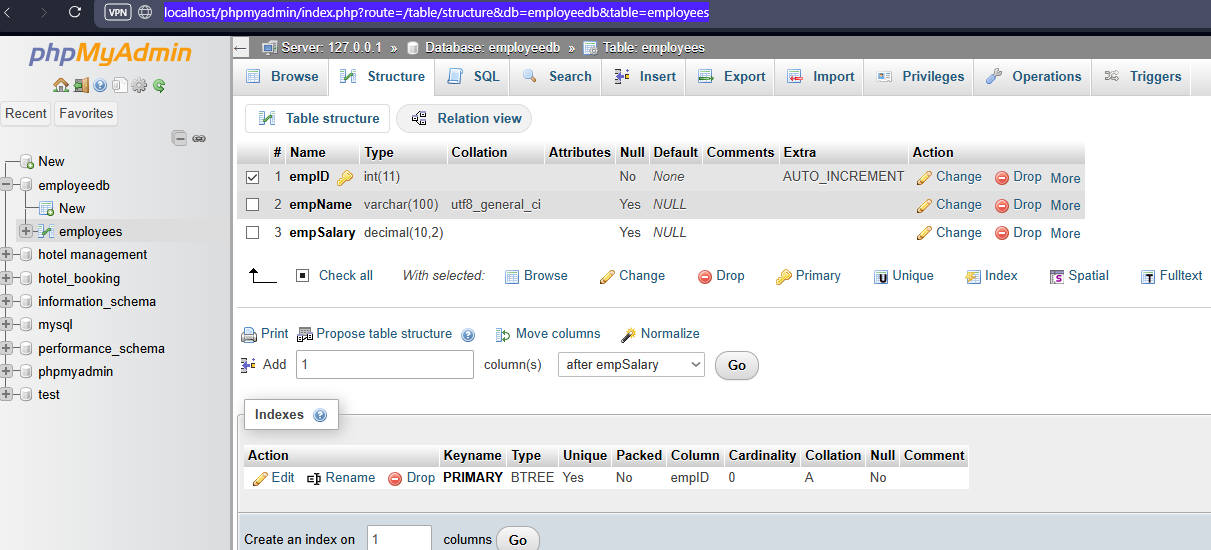 VPN localhost/phpmyadmin/index.php?route=/table/structure&db=employeedb&table=employees
phpMyAdmin
Recent Favorites
New
employeedb
New
employees
hotel management
hotel_booking
information_schema
mysql
performance_schema
phpmyadmin
test
Server: 127.0.0.1 » Database: employeedb » Table: employees
Browse Structure SQL Search Insert Export Import Privileges Operations Triggers
Table structure Relation view
# Name Type Collation Attributes Null Default Comments Extra Action
1 empID int(11) No None AUTO_INCREMENT Change Drop More
2 empName varchar(100) utf8_general_ci Yes NULL Change Drop More
3 empSalary decimal(10,2) Yes NULL Change Drop More
Check all With selected: Browse Change Drop Primary Unique Index Spatial Fulltext
Print Propose table structure Move columns Normalize
Add 1 column(s) after empSalary Go
Indexes
Action Keyname Type Unique Packed Column Cardinality Collation Null Comment
Edit Rename Drop PRIMARY BTREE Yes No empID 0 A No
Create an index on 1 columns Go